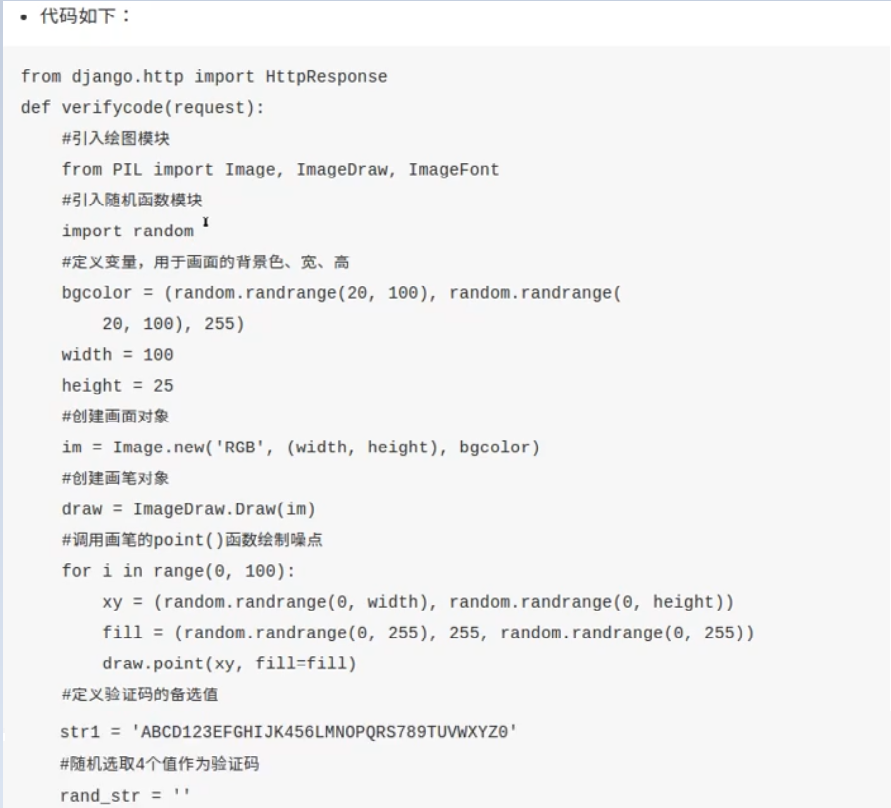 • 代码如下：
from django.http import HttpResponse
def verifycode(request):
    #引入绘图模块
    from PIL import Image, ImageDraw, ImageFont
    #引入随机函数模块
    import random
    #定义变量，用于画面的背景色、宽、高
    bgcolor = (random.randrange(20, 100), random.randrange(
        20, 100), 255)
    width = 100
    height = 25
    #创建画面对象
    im = Image.new('RGB', (width, height), bgcolor)
    #创建画笔对象
    draw = ImageDraw.Draw(im)
    #调用画笔的point()函数绘制噪点
    for i in range(0, 100):
        xy = (random.randrange(0, width), random.randrange(0, height))
        fill = (random.randrange(0, 255), 255, random.randrange(0, 255))
        draw.point(xy, fill=fill)
    #定义验证码的备选值
    str1 = 'ABCD123EFGHIJK456LMNOPQRS789TUVWXYZ0'
    #随机选取4个值作为验证码
    rand_str = ''